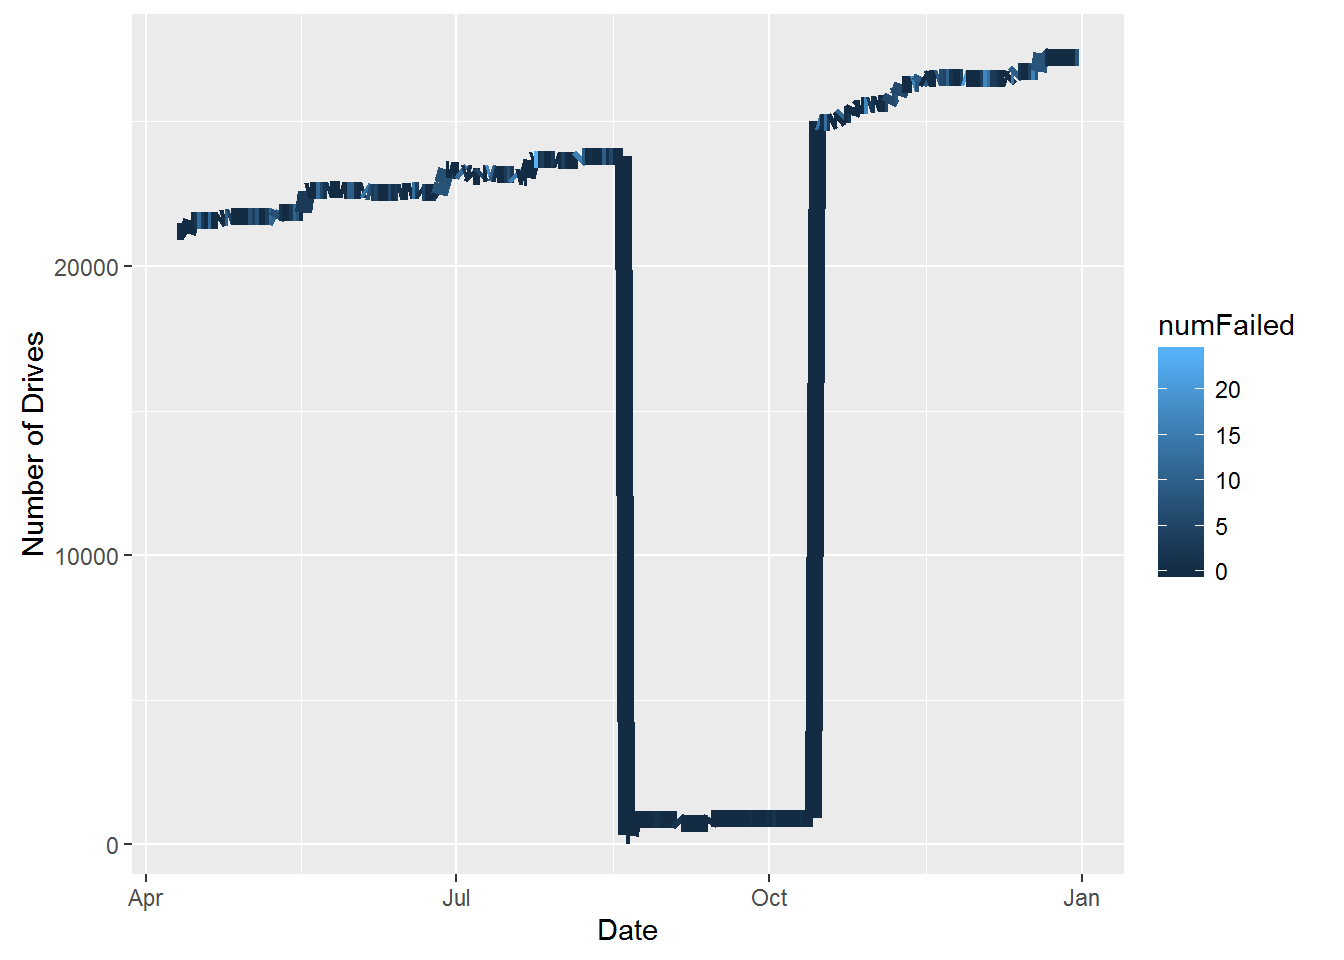 Number of Drives
20000
10000
0
Apr
Jul
Oct
Jan
Date
numFailed
20
15
10
5
0